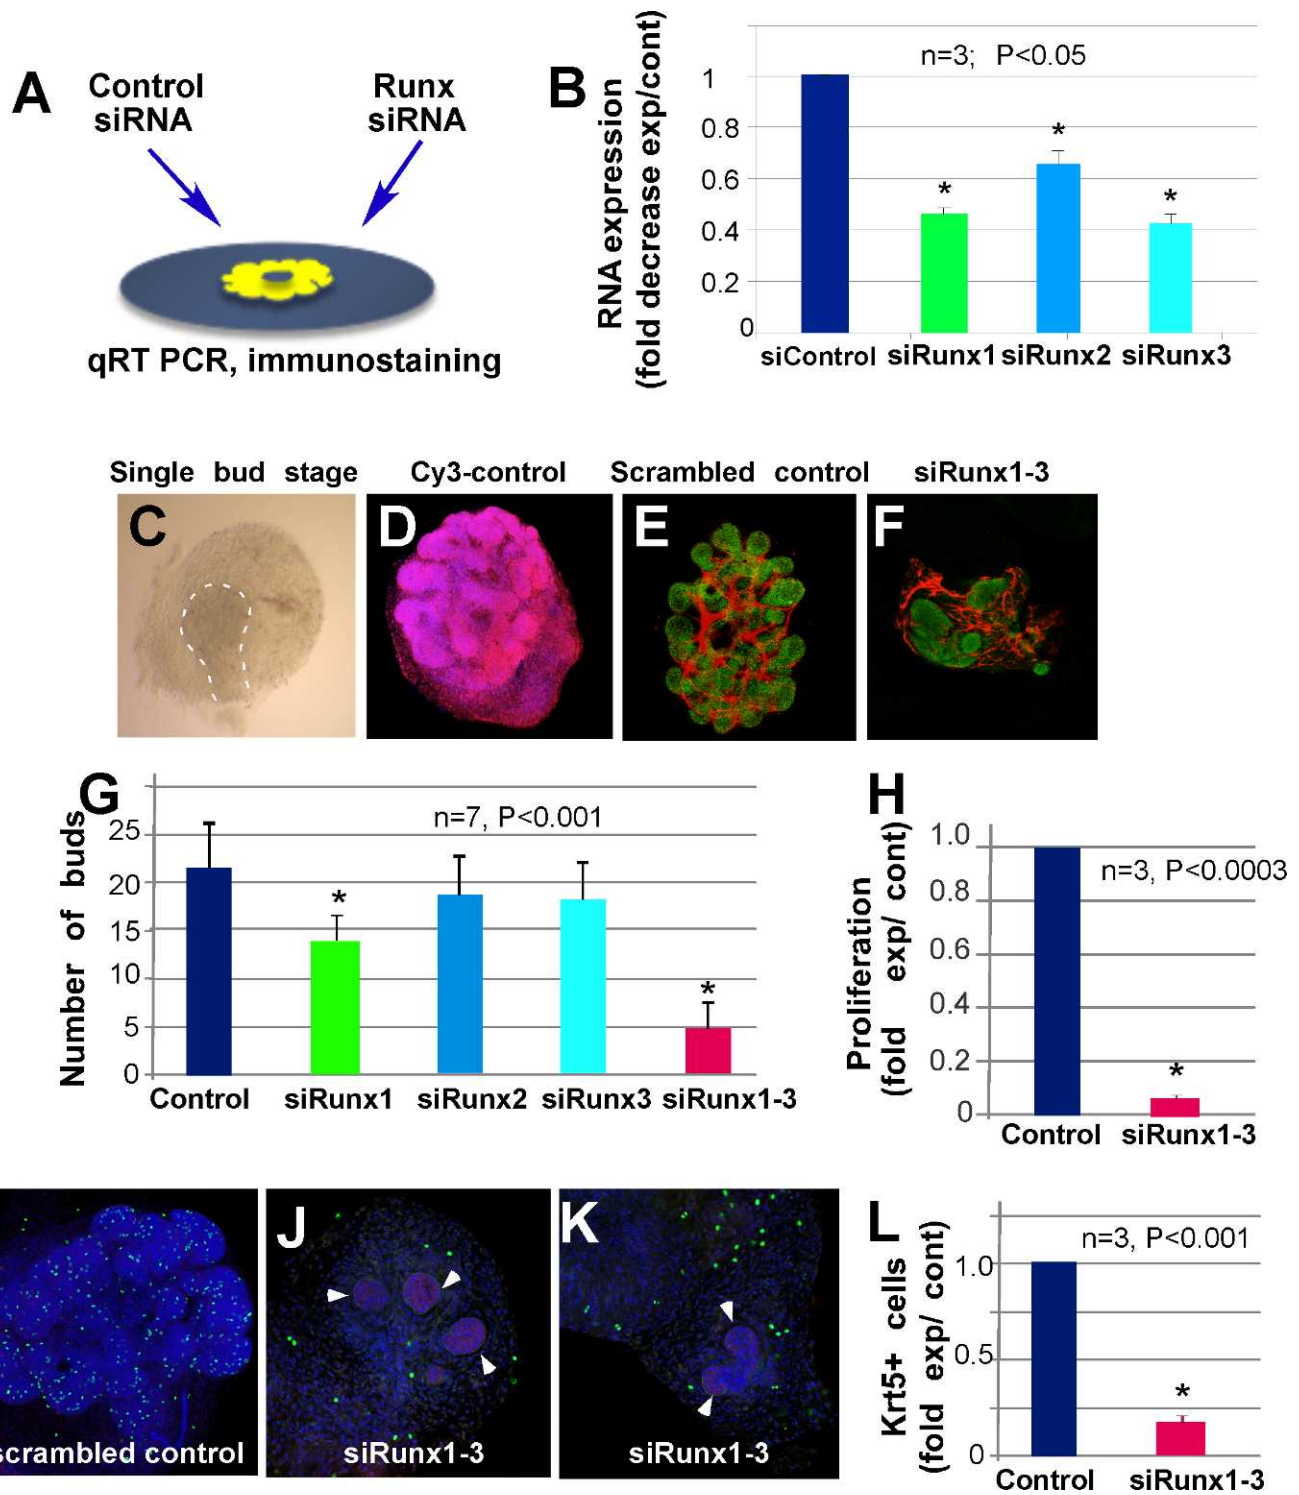 A
Control
siRNA
Runx
siRNA
qRT PCR, immunostaining
B
RNA expression
(fold decrease exp/cont)
n=3; P<0.05
1
0.8
0.6
0.4
0.2
0
*
*
*
siControl siRunx1 siRunx2 siRunx3
Single bud stage
Cy3-control
Scrambled control
siRunx1-3
C
D
E
F
G
Number of buds
n=7, P<0.001
25
20
15
10
5
0
*
*
Control siRunx1 siRunx2 siRunx3 siRunx1-3
H
Proliferation
(fold exp/ cont)
n=3, P<0.0003
1.0
0.8
0.6
0.4
0.2
0
*
Control siRunx1-3
scrambled control
J
siRunx1-3
K
siRunx1-3
L
Krt5+ cells
(fold exp/ cont)
n=3, P<0.001
1.0
0.5
0
*
Control siRunx1-3